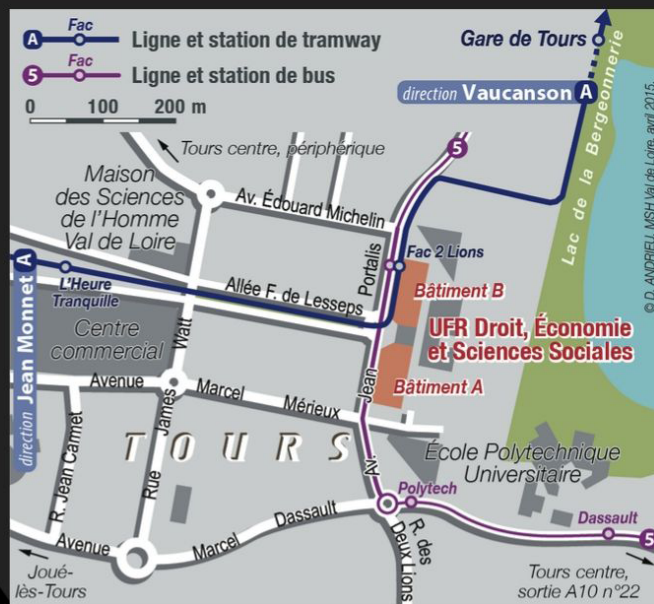 A Fac Ligne et station de tramway
5 Fac Ligne et station de bus
0 100 200 m
Gare de Tours
direction Vaucanson A
Lac de la Bergeonnerie
© D. ANDRIEU, MSH Val de Loire, avril 2015.
Tours centre, périphérique
5
Maison
des Sciences
de l'Homme
Val de Loire
Av. Édouard Michelin
Portalis
Fac 2 Lions
A
L'Heure
Tranquille
Allée F. de Lesseps
Bâtiment B
UFR Droit, Économie
et Sciences Sociales
Bâtiment A
direction Jean Monnet
Centre
commercial
Watt
Avenue Marcel Mérieux
Jean
James
R. Jean Carmet
TOURS
Av.
École Polytechnique
Universitaire
Rue
Polytech
Dassault
5
Avenue Marcel Dassault
R. des
Deux Lions
Joué-
lès-Tours
Tours centre,
sortie A10 n°22